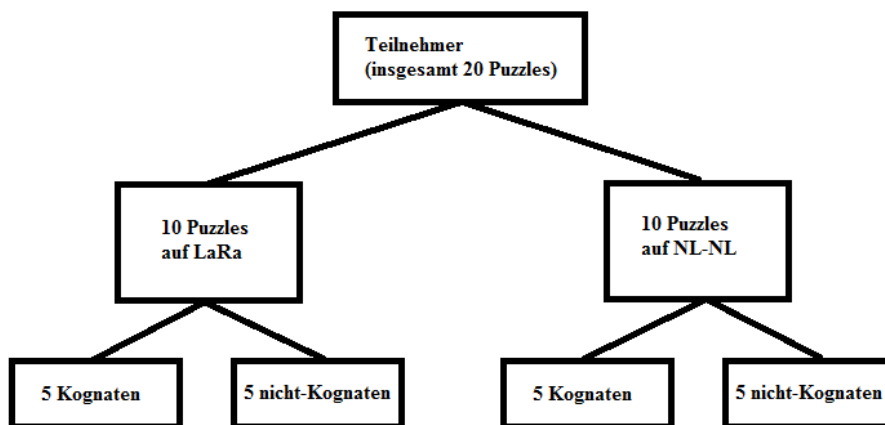 Teilnehmer
(insgesamt 20 Puzzles)
10 Puzzles
auf LaRa
10 Puzzles
auf NL-NL
5 Kognaten
5 nicht-Kognaten
5 Kognaten
5 nicht-Kognaten